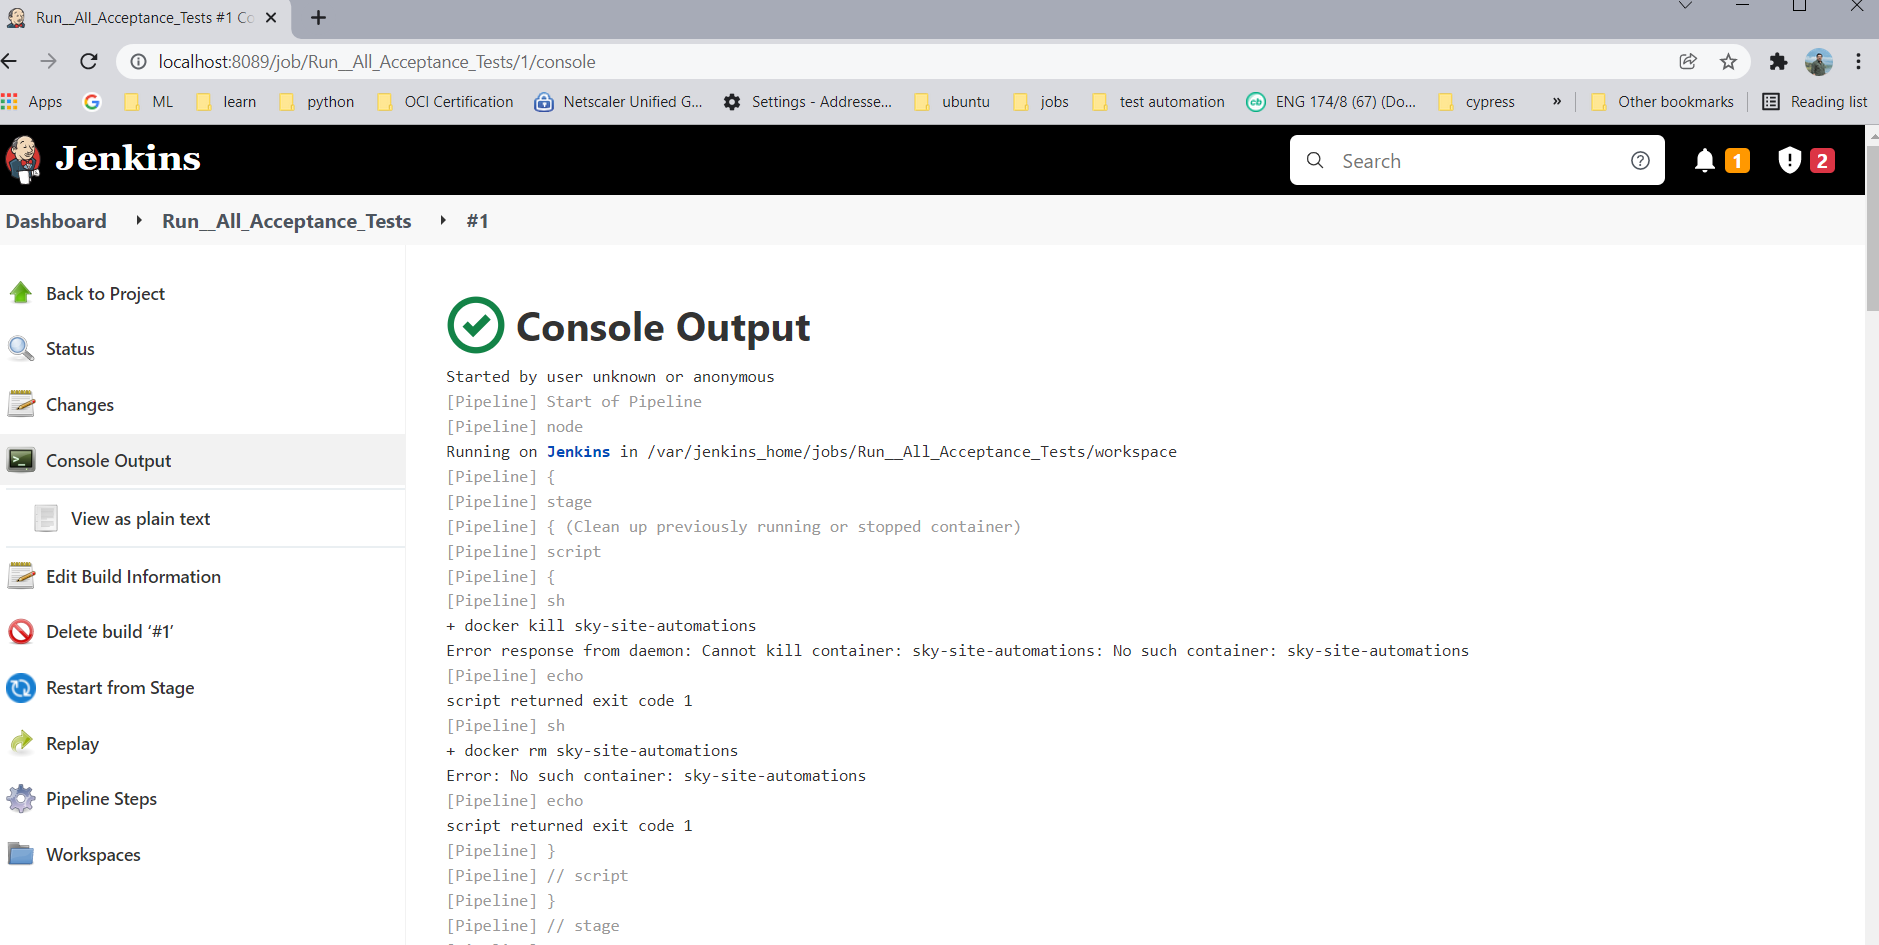 Run__All_Acceptance_Tests #1 Co
localhost:8089/job/Run__All_Acceptance_Tests/1/console
Apps ML learn python OCI Certification Netscaler Unified G... Settings - Addresse... ubuntu jobs test automation cb ENG 174/8 (67) (Do... cypress » Other bookmarks Reading list
Jenkins Search 1 2
Dashboard Run__All_Acceptance_Tests #1
Back to Project
Status
Changes
Console Output
View as plain text
Edit Build Information
Delete build ‘#1’
Restart from Stage
Replay
Pipeline Steps
Workspaces
Console Output
Started by user unknown or anonymous
[Pipeline] Start of Pipeline
[Pipeline] node
Running on Jenkins in /var/jenkins_home/jobs/Run__All_Acceptance_Tests/workspace
[Pipeline] {
[Pipeline] stage
[Pipeline] { (Clean up previously running or stopped container)
[Pipeline] script
[Pipeline] {
[Pipeline] sh
+ docker kill sky-site-automations
Error response from daemon: Cannot kill container: sky-site-automations: No such container: sky-site-automations
[Pipeline] echo
script returned exit code 1
[Pipeline] sh
+ docker rm sky-site-automations
Error: No such container: sky-site-automations
[Pipeline] echo
script returned exit code 1
[Pipeline] }
[Pipeline] // script
[Pipeline] }
[Pipeline] // stage